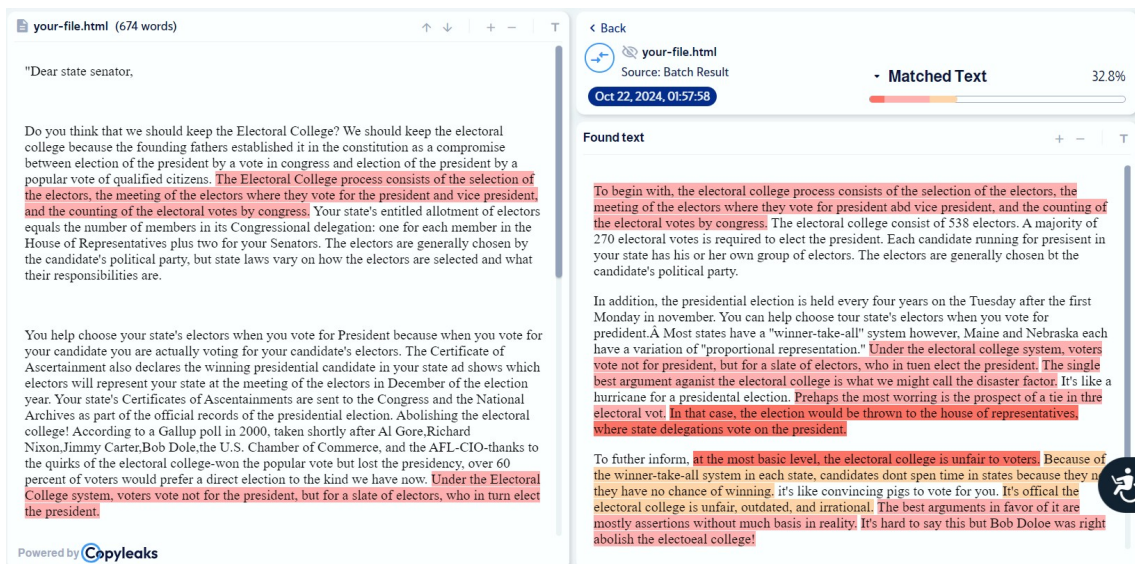 your-file.html (674 words)
T
"Dear state senator,
Do you think that we should keep the Electoral College? We should keep the electoral
college because the founding fathers established it in the constitution as a compromise
between election of the president by a vote in congress and election of the president by a
popular vote of qualified citizens. The Electoral College process consists of the selection of
the electors, the meeting of the electors where they vote for the president and vice president,
and the counting of the electoral votes by congress. Your state's entitled allotment of electors
equals the number of members in its Congressional delegation: one for each member in the
House of Representatives plus two for your Senators. The electors are generally chosen by
the candidate's political party, but state laws vary on how the electors are selected and what
their responsibilities are.
You help choose your state's electors when you vote for President because when you vote for
your candidate you are actually voting for your candidate's electors. The Certificate of
Ascertainment also declares the winning presidential candidate in your state ad shows which
electors will represent your state at the meeting of the electors in December of the election
year. Your state's Certificates of Ascentainments are sent to the Congress and the National
Archives as part of the official records of the presidential election. Abolishing the electoral
college! According to a Gallup poll in 2000, taken shortly after Al Gore,Richard
Nixon,Jimmy Carter,Bob Dole,the U.S. Chamber of Commerce, and the AFL-CIO-thanks to
the quirks of the electoral college-won the popular vote but lost the presidency, over 60
percent of voters would prefer a direct election to the kind we have now. Under the Electoral
College system, voters vote not for the president, but for a slate of electors, who in turn elect
the president.
Powered by Copyleaks
Back
your-file.html
Source: Batch Result
Oct 22, 2024, 01:57:58
Matched Text 32.8%
Found text
T
To begin with, the electoral college process consists of the selection of the electors, the
meeting of the electors where they vote for president abd vice president, and the counting of
the electoral votes by congress. The electoral college consist of 538 electors. A majority of
270 electoral votes is required to elect the president. Each candidate running for presisent in
your state has his or her own group of electors. The electors are generally chosen bt the
candidate's political party.
In addition, the presidential election is held every four years on the Tuesday after the first
Monday in november. You can help choose tour state's electors when you vote for
predident.Â Most states have a "winner-take-all" system however, Maine and Nebraska each
have a variation of "proportional representation." Under the electoral college system, voters
vote not for president, but for a slate of electors, who in tuen elect the president. The single
best argument aganist the electoral college is what we might call the disaster factor. It's like a
hurricane for a presidental election. Prehaps the most worring is the prospect of a tie in thre
electoral vot. In that case, the election would be thrown to the house of representatives,
where state delegations vote on the president.
To futher inform, at the most basic level, the electoral college is unfair to voters. Because of
the winner-take-all system in each state, candidates dont spen time in states because they
they have no chance of winning. it's like convincing pigs to vote for you. It's offical the
electoral college is unfair, outdated, and irrational. The best arguments in favor of it are
mostly assertions without much basis in reality. It's hard to say this but Bob Doloe was right
abolish the electoeal college!